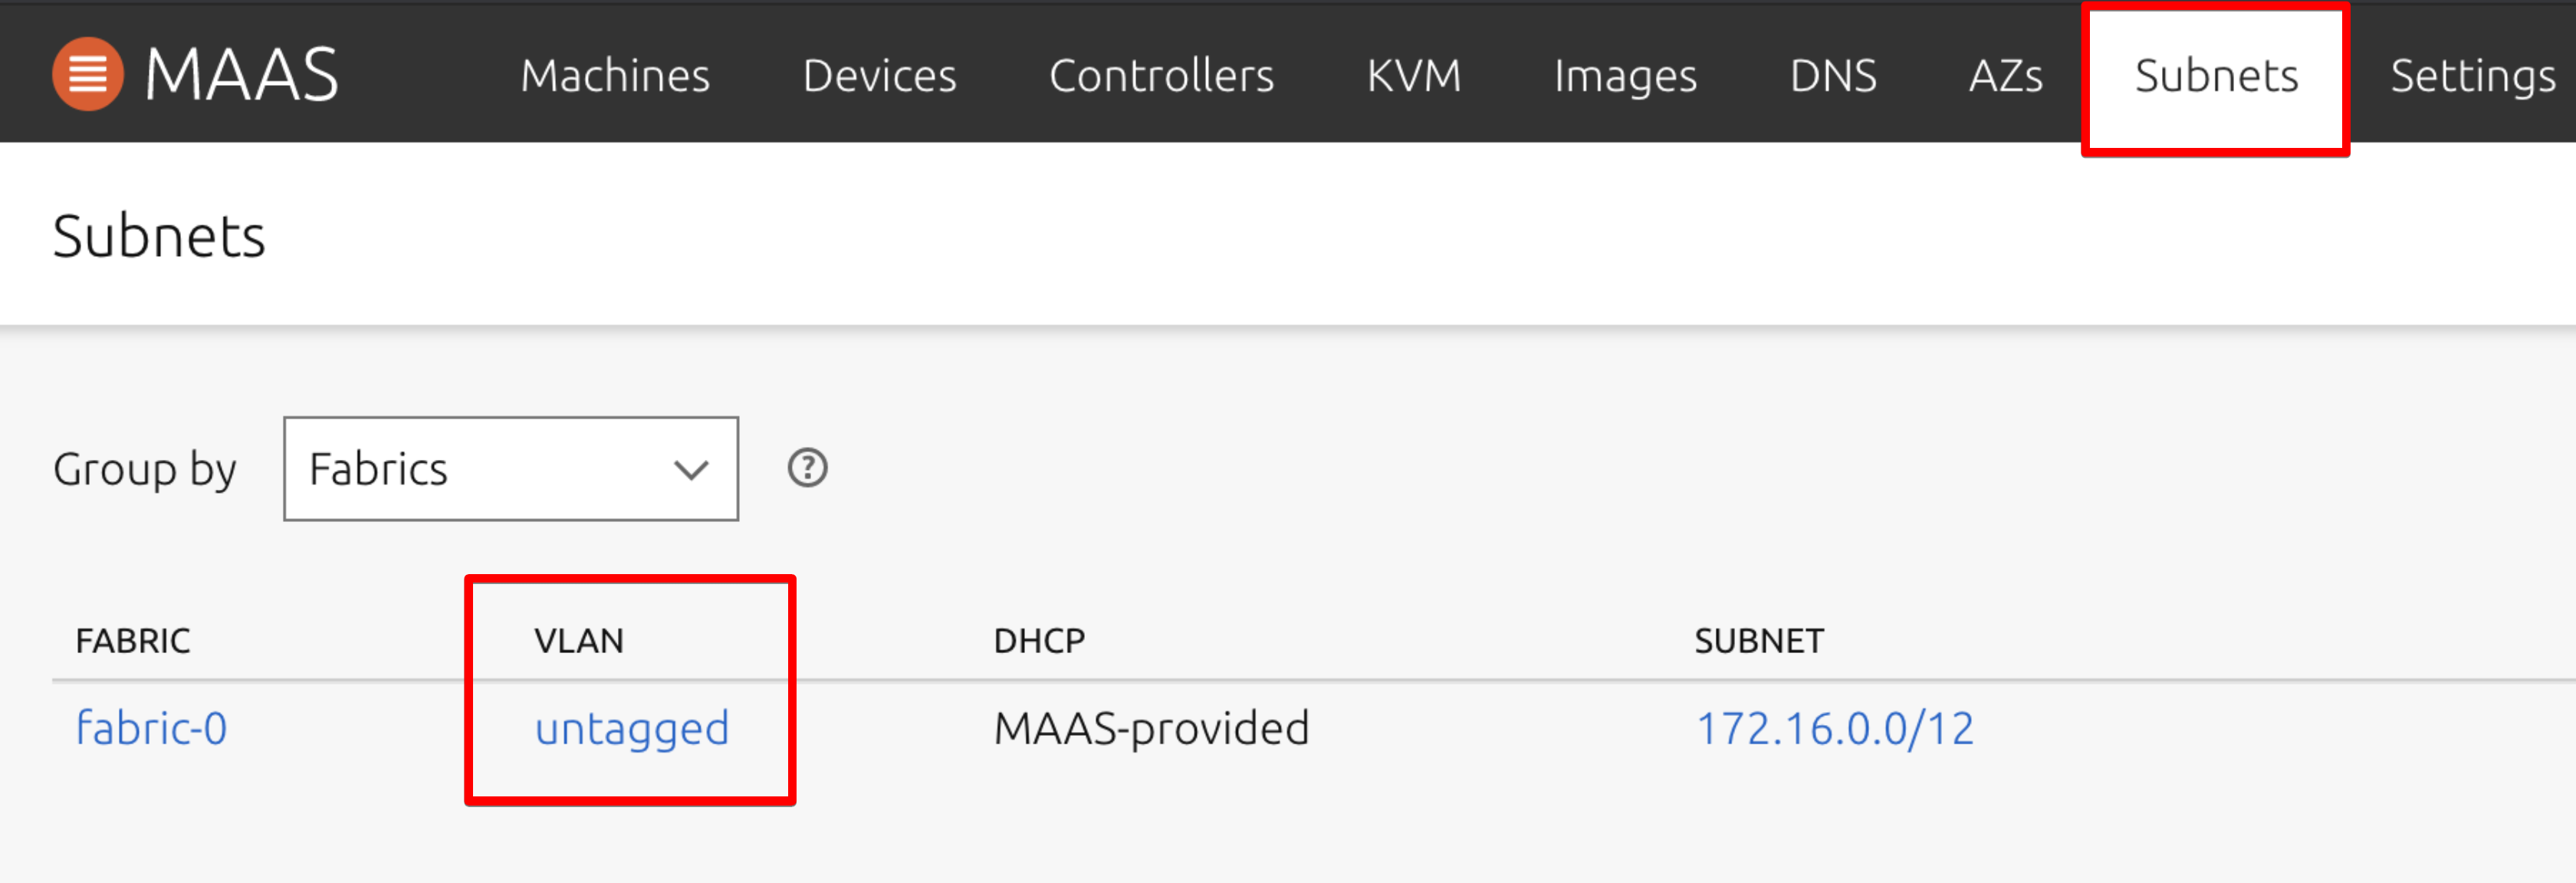 MAAS Machines Devices Controllers KVM Images DNS AZs Subnets Settings
Subnets
Group by Fabrics ?
FABRIC VLAN DHCP SUBNET
fabric-0 untagged MAAS-provided 172.16.0.0/12